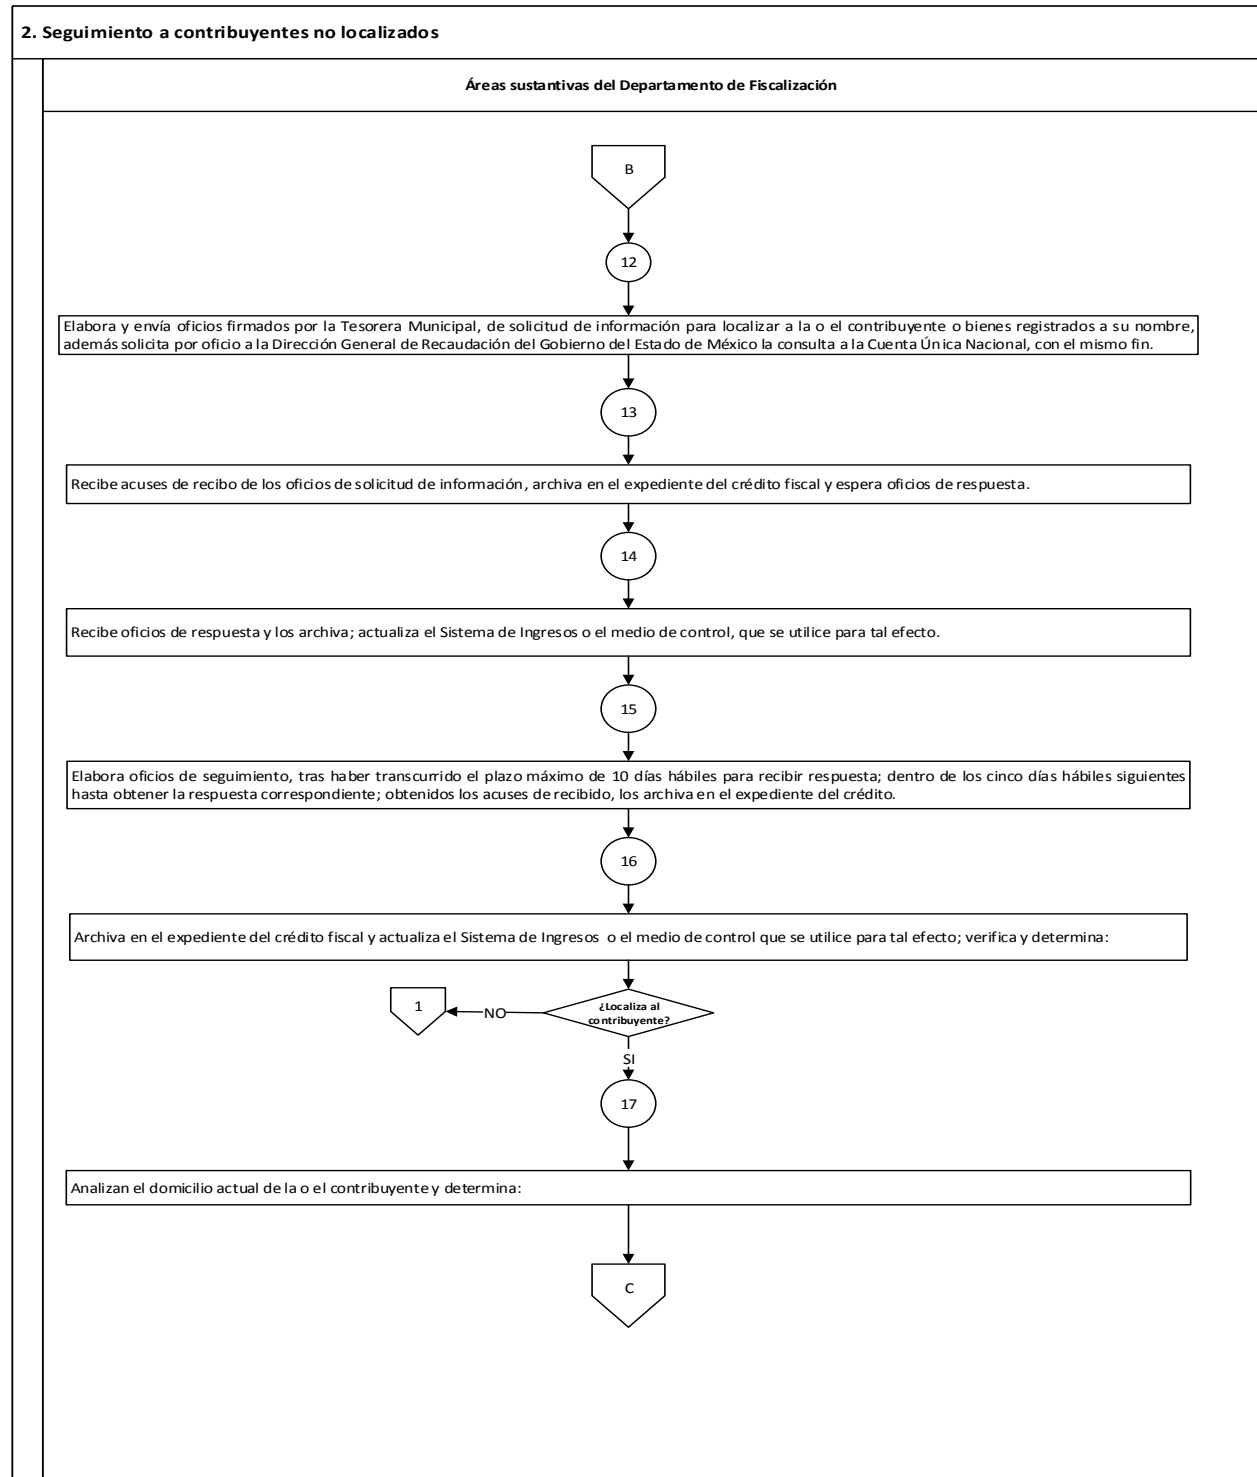 2. Seguimiento a contribuyentes no localizados
Áreas sustantivas del Departamento de Fiscalización
B
12
Elabora y envía oficios firmados por la Tesorera Municipal, de solicitud de información para localizar a la o el contribuyente o bienes registrados a su nombre,
además solicita por oficio a la Dirección General de Recaudación del Gobierno del Estado de México la consulta a la Cuenta Única Nacional, con el mismo fin.
13
Recibe acuses de recibo de los oficios de solicitud de información, archiva en el expediente del crédito fiscal y espera oficios de respuesta.
14
Recibe oficios de respuesta y los archiva; actualiza el Sistema de Ingresos o el medio de control, que se utilice para tal efecto.
15
Elabora oficios de seguimiento, tras haber transcurrido el plazo máximo de 10 días hábiles para recibir respuesta; dentro de los cinco días hábiles siguientes
hasta obtener la respuesta correspondiente; obtenidos los acuses de recibido, los archiva en el expediente del crédito.
16
Archiva en el expediente del crédito fiscal y actualiza el Sistema de Ingresos o el medio de control que se utilice para tal efecto; verifica y determina:
¿Localiza al
contribuyente?
NO
1
SI
17
Analizan el domicilio actual de la o el contribuyente y determina:
C